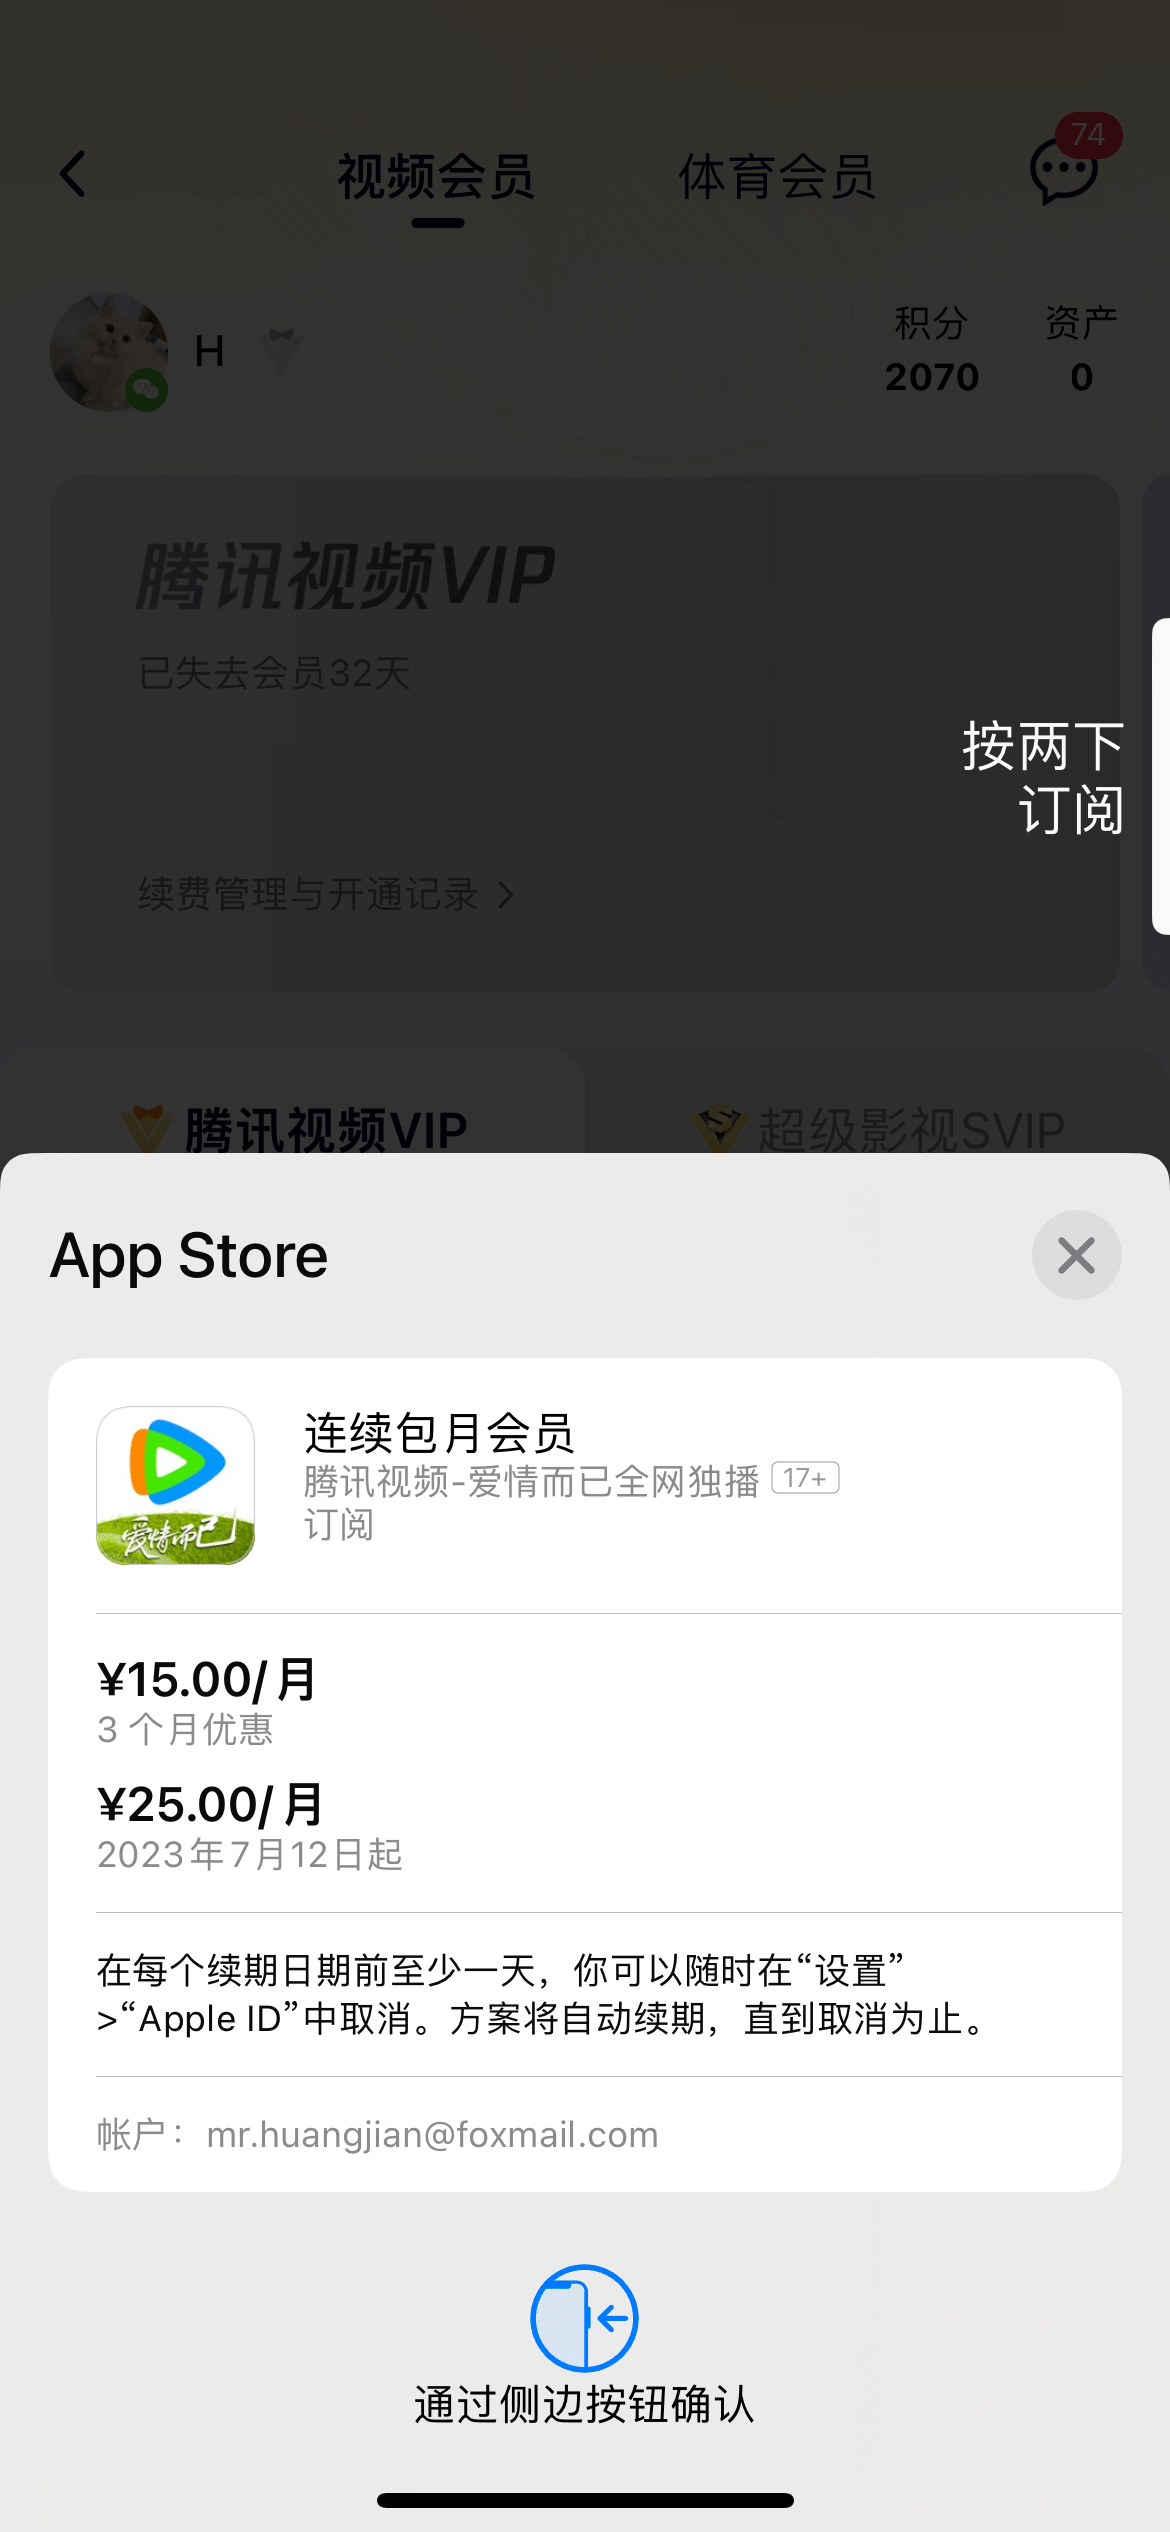 视频会员
体育会员
74
H
积分
2070
资产
0
腾讯视频VIP
已失去会员32天
续费管理与开通记录
按两下
订阅
腾讯视频VIP
超级影视SVIP
App Store
爱情而已
连续包月会员
腾讯视频-爱情而已全网独播 17+
订阅
¥15.00/月
3 个月优惠
¥25.00/月
2023年7月12日起
在每个续期日期前至少一天，你可以随时在“设置”
>“Apple ID”中取消。方案将自动续期，直到取消为止。
帐户：mr.huangjian@foxmail.com
通过侧边按钮确认